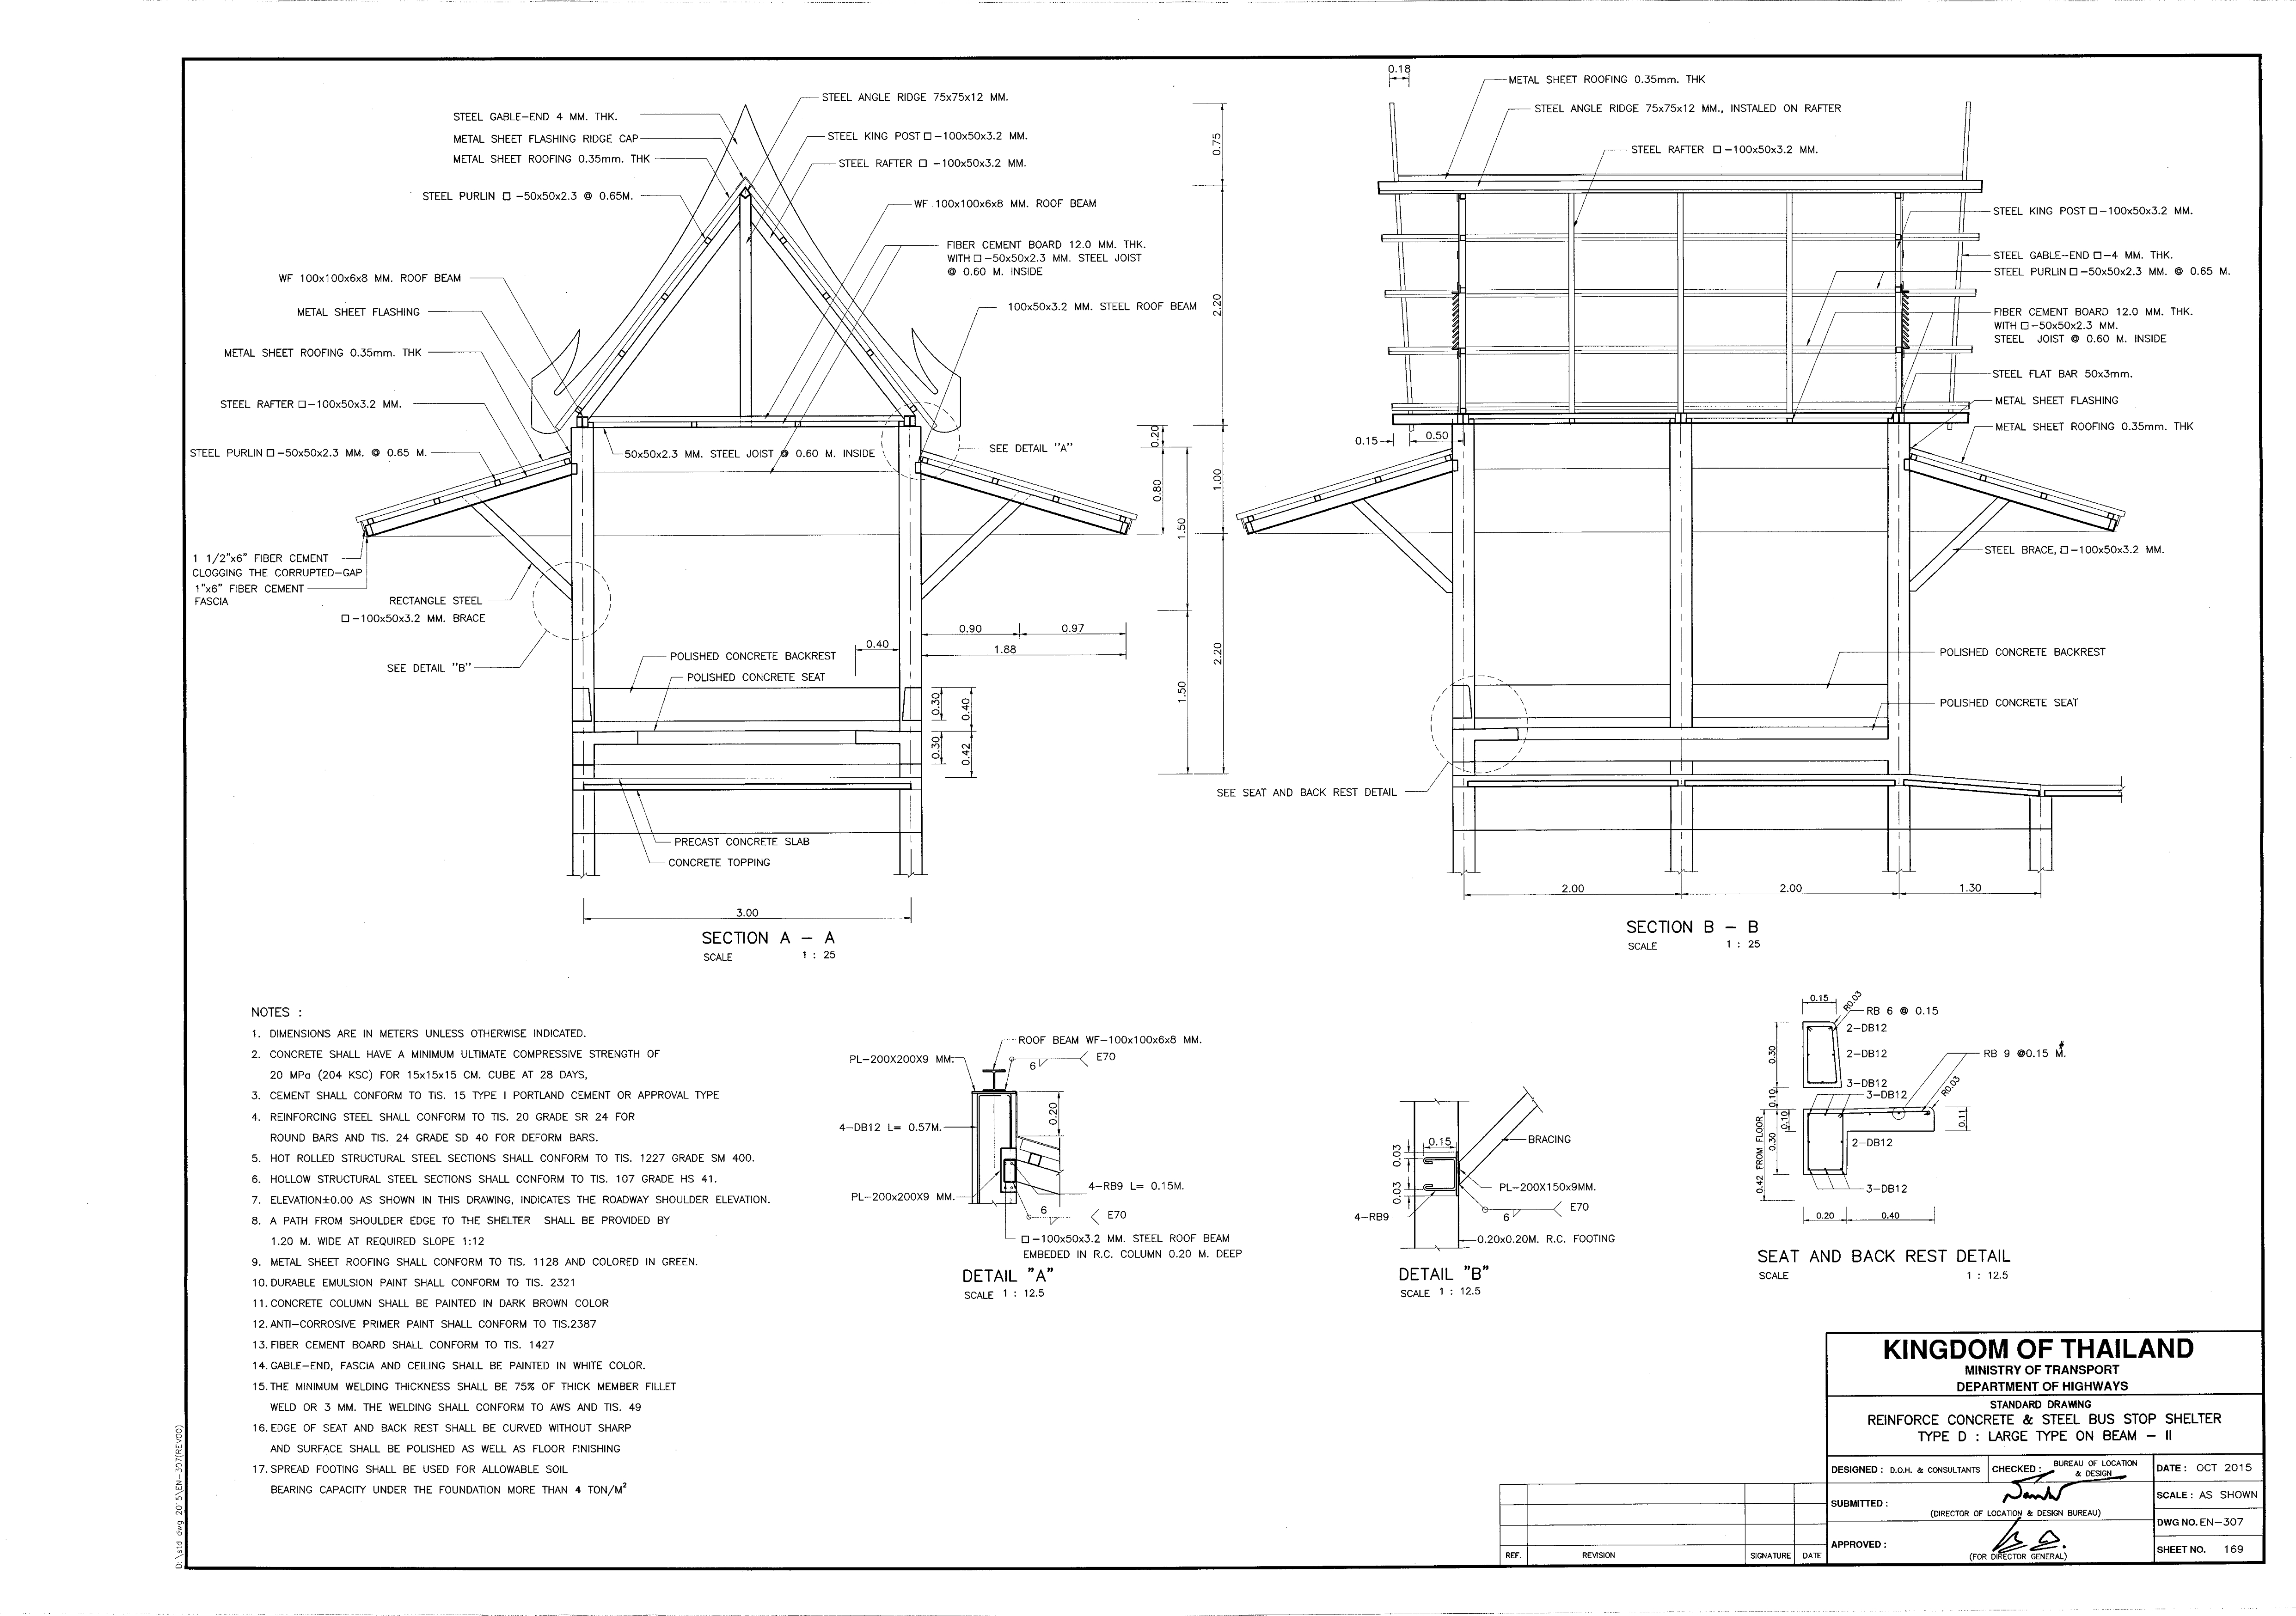 0.18
METAL SHEET ROOFING 0.35mm. THK
STEEL ANGLE RIDGE 75x75x12 MM.
STEEL ANGLE RIDGE 75x75x12 MM., INSTALED ON RAFTER
STEEL GABLE-END 4 MM. THK.
METAL SHEET FLASHING RIDGE CAP
METAL SHEET ROOFING 0.35mm. THK
STEEL KING POST □-100x50x3.2 MM.
STEEL RAFTER □ -100x50x3.2 MM.
STEEL PURLIN □ -50x50x2.3 @ 0.65M.
WF 100x100x6x8 MM. ROOF BEAM
FIBER CEMENT BOARD 12.0 MM. THK.
WITH □-50x50x2.3 MM. STEEL JOIST
@ 0.60 M. INSIDE
WF 100x100x6x8 MM. ROOF BEAM
100x50x3.2 MM. STEEL ROOF BEAM
METAL SHEET FLASHING
METAL SHEET ROOFING 0.35mm. THK
STEEL RAFTER □-100x50x3.2 MM.
STEEL PURLIN □-50x50x2.3 MM. @ 0.65 M.
50x50x2.3 MM. STEEL JOIST @ 0.60 M. INSIDE
SEE DETAIL "A"
1 1/2"x6" FIBER CEMENT
CLOGGING THE CORRUPTED-GAP
1"x6" FIBER CEMENT
FASCIA
RECTANGLE STEEL
□-100x50x3.2 MM. BRACE
SEE DETAIL "B"
POLISHED CONCRETE BACKREST
POLISHED CONCRETE SEAT
0.40
0.90
0.97
1.88
0.30
0.40
0.30
0.42
0.75
2.20
0.20
0.80
1.00
1.50
2.20
1.50
PRECAST CONCRETE SLAB
CONCRETE TOPPING
3.00
SECTION A - A
SCALE 1 : 25
STEEL RAFTER □ -100x50x3.2 MM.
STEEL KING POST □-100x50x3.2 MM.
STEEL GABLE-END □-4 MM. THK.
STEEL PURLIN □-50x50x2.3 MM. @ 0.65 M.
FIBER CEMENT BOARD 12.0 MM. THK.
WITH □-50x50x2.3 MM.
STEEL JOIST @ 0.60 M. INSIDE
STEEL FLAT BAR 50x3mm.
METAL SHEET FLASHING
METAL SHEET ROOFING 0.35mm. THK
0.15
0.50
STEEL BRACE, □-100x50x3.2 MM.
POLISHED CONCRETE BACKREST
POLISHED CONCRETE SEAT
SEE SEAT AND BACK REST DETAIL
2.00
2.00
1.30
SECTION B - B
SCALE 1 : 25
NOTES :
1. DIMENSIONS ARE IN METERS UNLESS OTHERWISE INDICATED.
2. CONCRETE SHALL HAVE A MINIMUM ULTIMATE COMPRESSIVE STRENGTH OF
20 MPa (204 KSC) FOR 15x15x15 CM. CUBE AT 28 DAYS,
3. CEMENT SHALL CONFORM TO TIS. 15 TYPE I PORTLAND CEMENT OR APPROVAL TYPE
4. REINFORCING STEEL SHALL CONFORM TO TIS. 20 GRADE SR 24 FOR
ROUND BARS AND TIS. 24 GRADE SD 40 FOR DEFORM BARS.
5. HOT ROLLED STRUCTURAL STEEL SECTIONS SHALL CONFORM TO TIS. 1227 GRADE SM 400.
6. HOLLOW STRUCTURAL STEEL SECTIONS SHALL CONFORM TO TIS. 107 GRADE HS 41.
7. ELEVATION±0.00 AS SHOWN IN THIS DRAWING, INDICATES THE ROADWAY SHOULDER ELEVATION.
8. A PATH FROM SHOULDER EDGE TO THE SHELTER SHALL BE PROVIDED BY
1.20 M. WIDE AT REQUIRED SLOPE 1:12
9. METAL SHEET ROOFING SHALL CONFORM TO TIS. 1128 AND COLORED IN GREEN.
10. DURABLE EMULSION PAINT SHALL CONFORM TO TIS. 2321
11. CONCRETE COLUMN SHALL BE PAINTED IN DARK BROWN COLOR
12. ANTI-CORROSIVE PRIMER PAINT SHALL CONFORM TO TIS.2387
13. FIBER CEMENT BOARD SHALL CONFORM TO TIS. 1427
14. GABLE-END, FASCIA AND CEILING SHALL BE PAINTED IN WHITE COLOR.
15. THE MINIMUM WELDING THICKNESS SHALL BE 75% OF THICK MEMBER FILLET
WELD OR 3 MM. THE WELDING SHALL CONFORM TO AWS AND TIS. 49
16. EDGE OF SEAT AND BACK REST SHALL BE CURVED WITHOUT SHARP
AND SURFACE SHALL BE POLISHED AS WELL AS FLOOR FINISHING
17. SPREAD FOOTING SHALL BE USED FOR ALLOWABLE SOIL
BEARING CAPACITY UNDER THE FOUNDATION MORE THAN 4 TON/M²
ROOF BEAM WF-100x100x6x8 MM.
PL-200X200X9 MM.
6
E70
4-DB12 L= 0.57M.
0.20
4-RB9 L= 0.15M.
PL-200x200X9 MM.
6
E70
□-100x50x3.2 MM. STEEL ROOF BEAM
EMBEDED IN R.C. COLUMN 0.20 M. DEEP
DETAIL "A"
SCALE 1 : 12.5
0.15
0.03
0.03
BRACING
PL-200X150x9MM.
4-RB9
6
E70
0.20x0.20M. R.C. FOOTING
DETAIL "B"
SCALE 1 : 12.5
0.15
R0.03
RB 6 @ 0.15
2-DB12
2-DB12
3-DB12
RB 9 @0.15 M.
3-DB12
R0.03
0.30
0.10
0.10
0.30
0.11
0.42 FROM FLOOR
2-DB12
3-DB12
0.20
0.40
SEAT AND BACK REST DETAIL
SCALE 1 : 12.5
KINGDOM OF THAILAND
MINISTRY OF TRANSPORT
DEPARTMENT OF HIGHWAYS
STANDARD DRAWING
REINFORCE CONCRETE & STEEL BUS STOP SHELTER
TYPE D : LARGE TYPE ON BEAM - II
DESIGNED : D.O.H. & CONSULTANTS
CHECKED : BUREAU OF LOCATION
& DESIGN
DATE : OCT 2015
SUBMITTED :
(DIRECTOR OF LOCATION & DESIGN BUREAU)
SCALE : AS SHOWN
DWG NO. EN-307
APPROVED :
(FOR DIRECTOR GENERAL)
SHEET NO. 169
REF. REVISION SIGNATURE DATE
D:\std dwg 2015\EN-307(REV00)